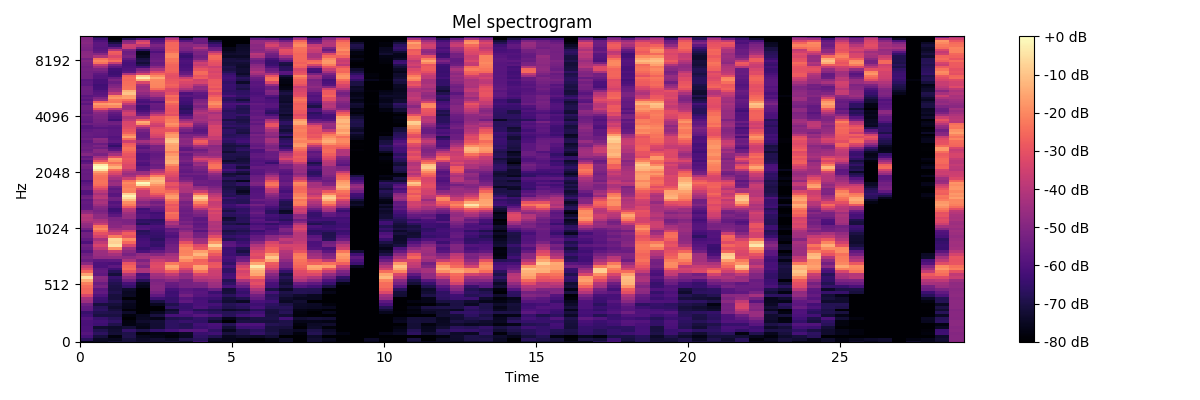 Mel spectrogram
+0 dB
8192
-10 dB
-20 dB
4096
-30 dB
2048
-40 dB
Hz
-50 dB
1024
-60 dB
512
-70 dB
0
-80 dB
0 5 10 15 20 25
Time